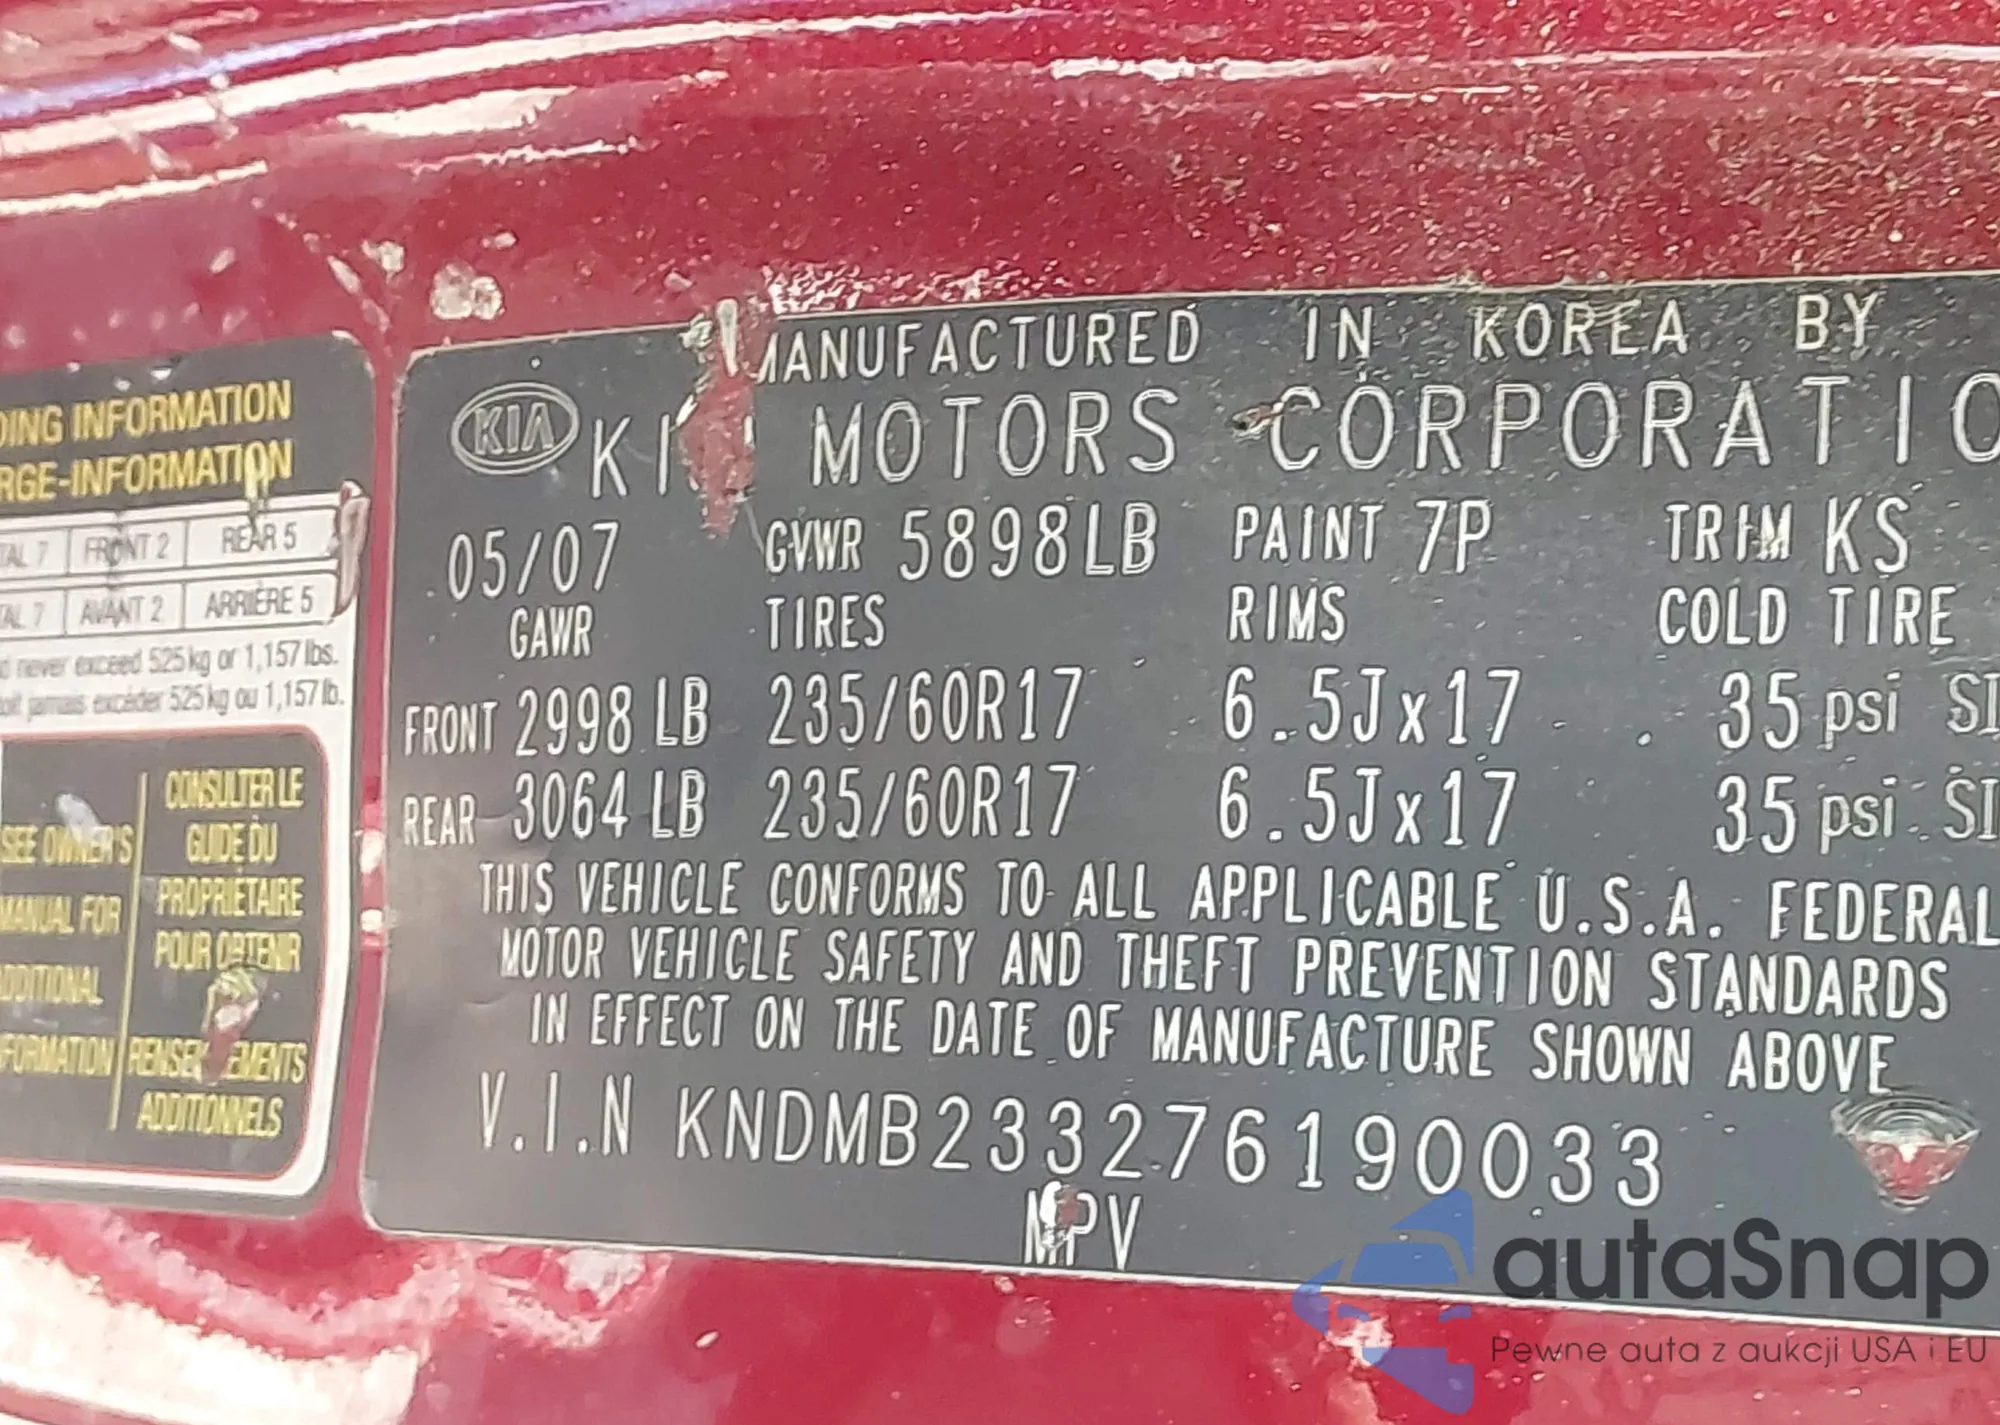 DING INFORMATION
RGE-INFORMATION
TAL 7 FRONT 2 REAR 5
TAL 7 AVANT 2 ARRIÈRE 5
d never exceed 525 kg or 1,157 lbs.
oit jamais excéder 525 kg ou 1,157 lb.
SEE OWNER'S
MANUAL FOR
ADDITIONAL
FORMATION
CONSULTER LE
GUIDE DU
PROPRIÉTAIRE
POUR OBTENIR
RENSEIGNEMENTS
ADDITIONNELS
MANUFACTURED IN KOREA BY
KIA KIA MOTORS CORPORATIO
05/07 GVWR 5898LB PAINT 7P TRIM KS
GAWR TIRES RIMS COLD TIRE
FRONT 2998 LB 235/60R17 6.5Jx17 35 psi SI
REAR 3064 LB 235/60R17 6.5Jx17 35 psi SI
THIS VEHICLE CONFORMS TO ALL APPLICABLE U.S.A. FEDERAL
MOTOR VEHICLE SAFETY AND THEFT PREVENTION STANDARDS
IN EFFECT ON THE DATE OF MANUFACTURE SHOWN ABOVE
V.I.N KNDMB233276190033
MPV
autaSnap
Pewne auta z aukcji USA i EU